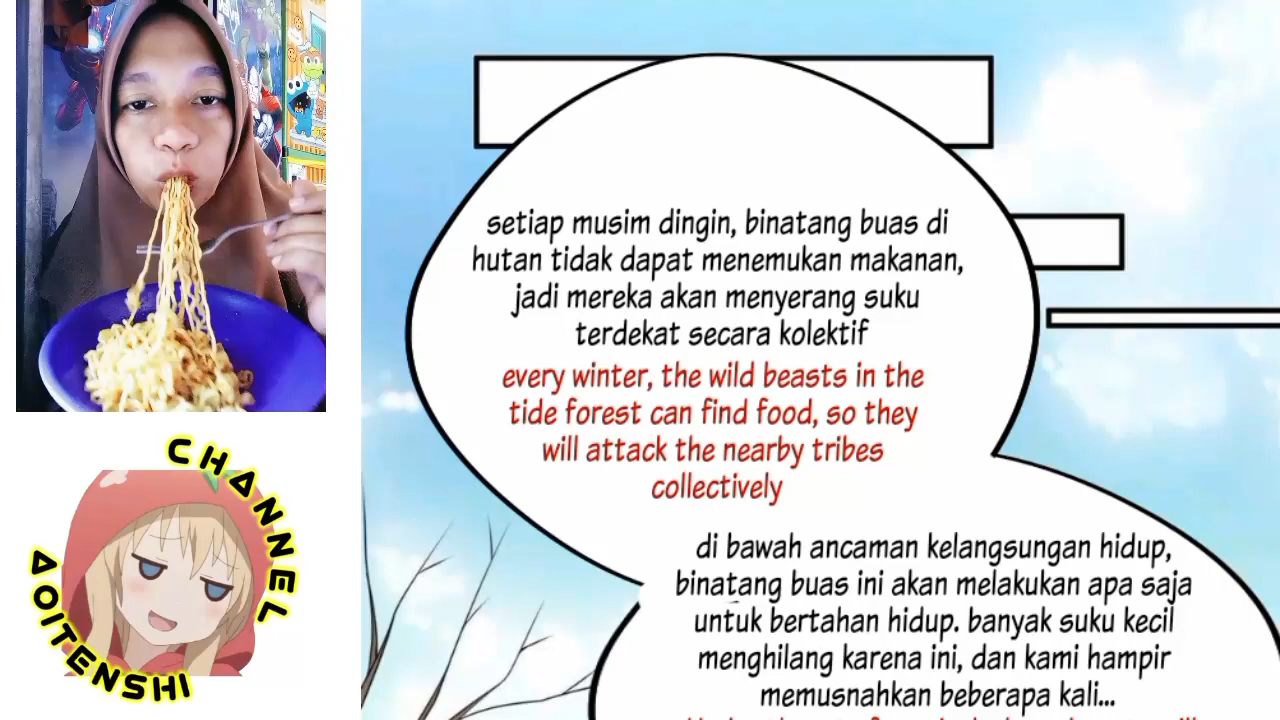 setiap musim dingin, binatang buas di
hutan tidak dapat menemukan makanan,
jadi mereka akan menyerang suku
terdekat secara kolektif
every winter, the wild beasts in the
tide forest can find food, so they
will attack the nearby tribes
collectively
di bawah ancaman kelangsungan hidup,
binatang buas ini akan melakukan apa saja
untuk bertahan hidup. banyak suku kecil
menghilang karena ini, dan kami hampir
memusnahkan beberapa kali...
CHANNEL
AOITENSHI